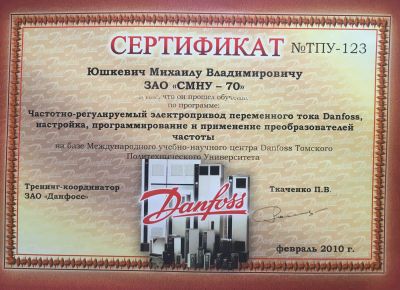 СЕРТИФИКАТ №ТПУ-123
Юшкевич Михаилу Владимировичу
ЗАО «СМНУ – 70»
в том, что он прошел обучение
по программе:
Частотно-регулируемый электропривод переменного тока Danfoss,
настройка, программирование и применение преобразователей
частоты
на базе Международного учебно-научного центра Danfoss Томского
Политехнического Университета
Тренинг-координатор
ЗАО «Данфосс»
Ткаченко П.В.
Danfoss
февраль 2010 г.